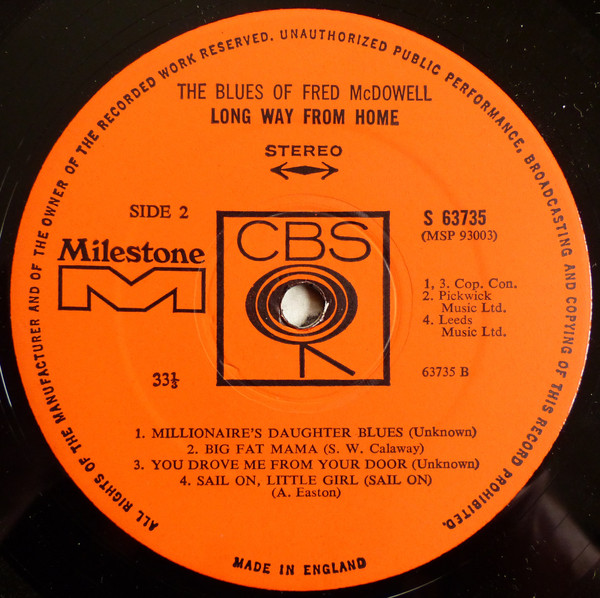 ALL RIGHTS OF THE MANUFACTURER AND OF THE OWNER OF THE RECORDED WORK RESERVED. UNAUTHORIZED PUBLIC PERFORMANCE, BROADCASTING AND COPYING OF THIS RECORD PROHIBITED.
THE BLUES OF FRED McDOWELL
LONG WAY FROM HOME
STEREO
SIDE 2
Milestone
M
33⅓
CBS
S 63735
(MSP 93003)
1, 3. Cop. Con.
2. Pickwick
Music Ltd.
4. Leeds
Music Ltd.
63735 B
1. MILLIONAIRE'S DAUGHTER BLUES (Unknown)
2. BIG FAT MAMA (S. W. Calaway)
3. YOU DROVE ME FROM YOUR DOOR (Unknown)
4. SAIL ON, LITTLE GIRL (SAIL ON)
(A. Easton)
MADE IN ENGLAND